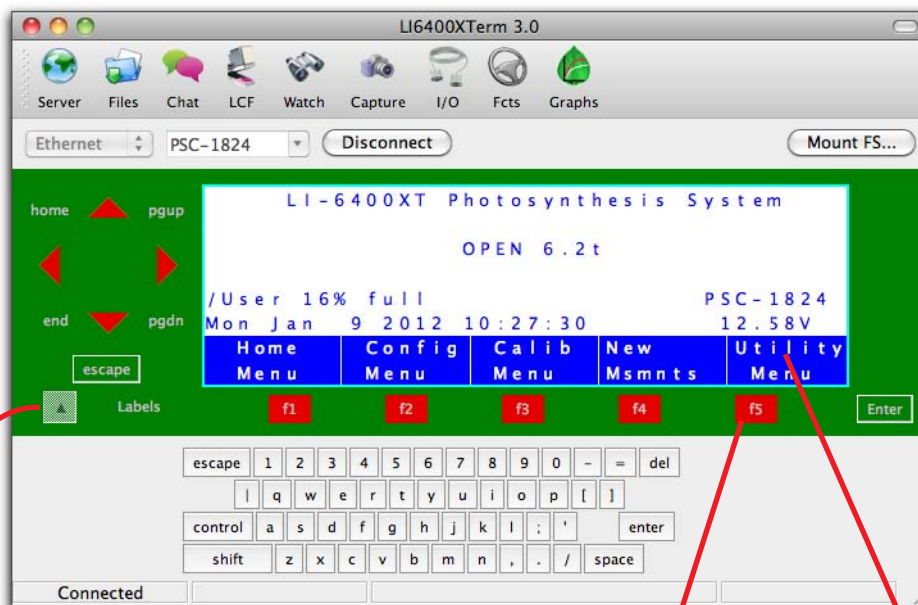 LI6400XTerm 3.0
Server Files Chat LCF Watch Capture I/O Fcts Graphs
Ethernet PSC-1824 Disconnect Mount FS...
home pgup
LI-6400XT Photosynthesis System
OPEN 6.2t
/User 16% full PSC-1824
end pgdn
Mon Jan 9 2012 10:27:30 12.58V
Home Config Calib New Utility
Menu Menu Menu Msmnts Menu
escape
Labels f1 f2 f3 f4 f5 Enter
escape 1 2 3 4 5 6 7 8 9 0 - = del
| q w e r t y u i o p [ ]
control a s d f g h j k l ; ' enter
shift z x c v b m n , . / space
Connected